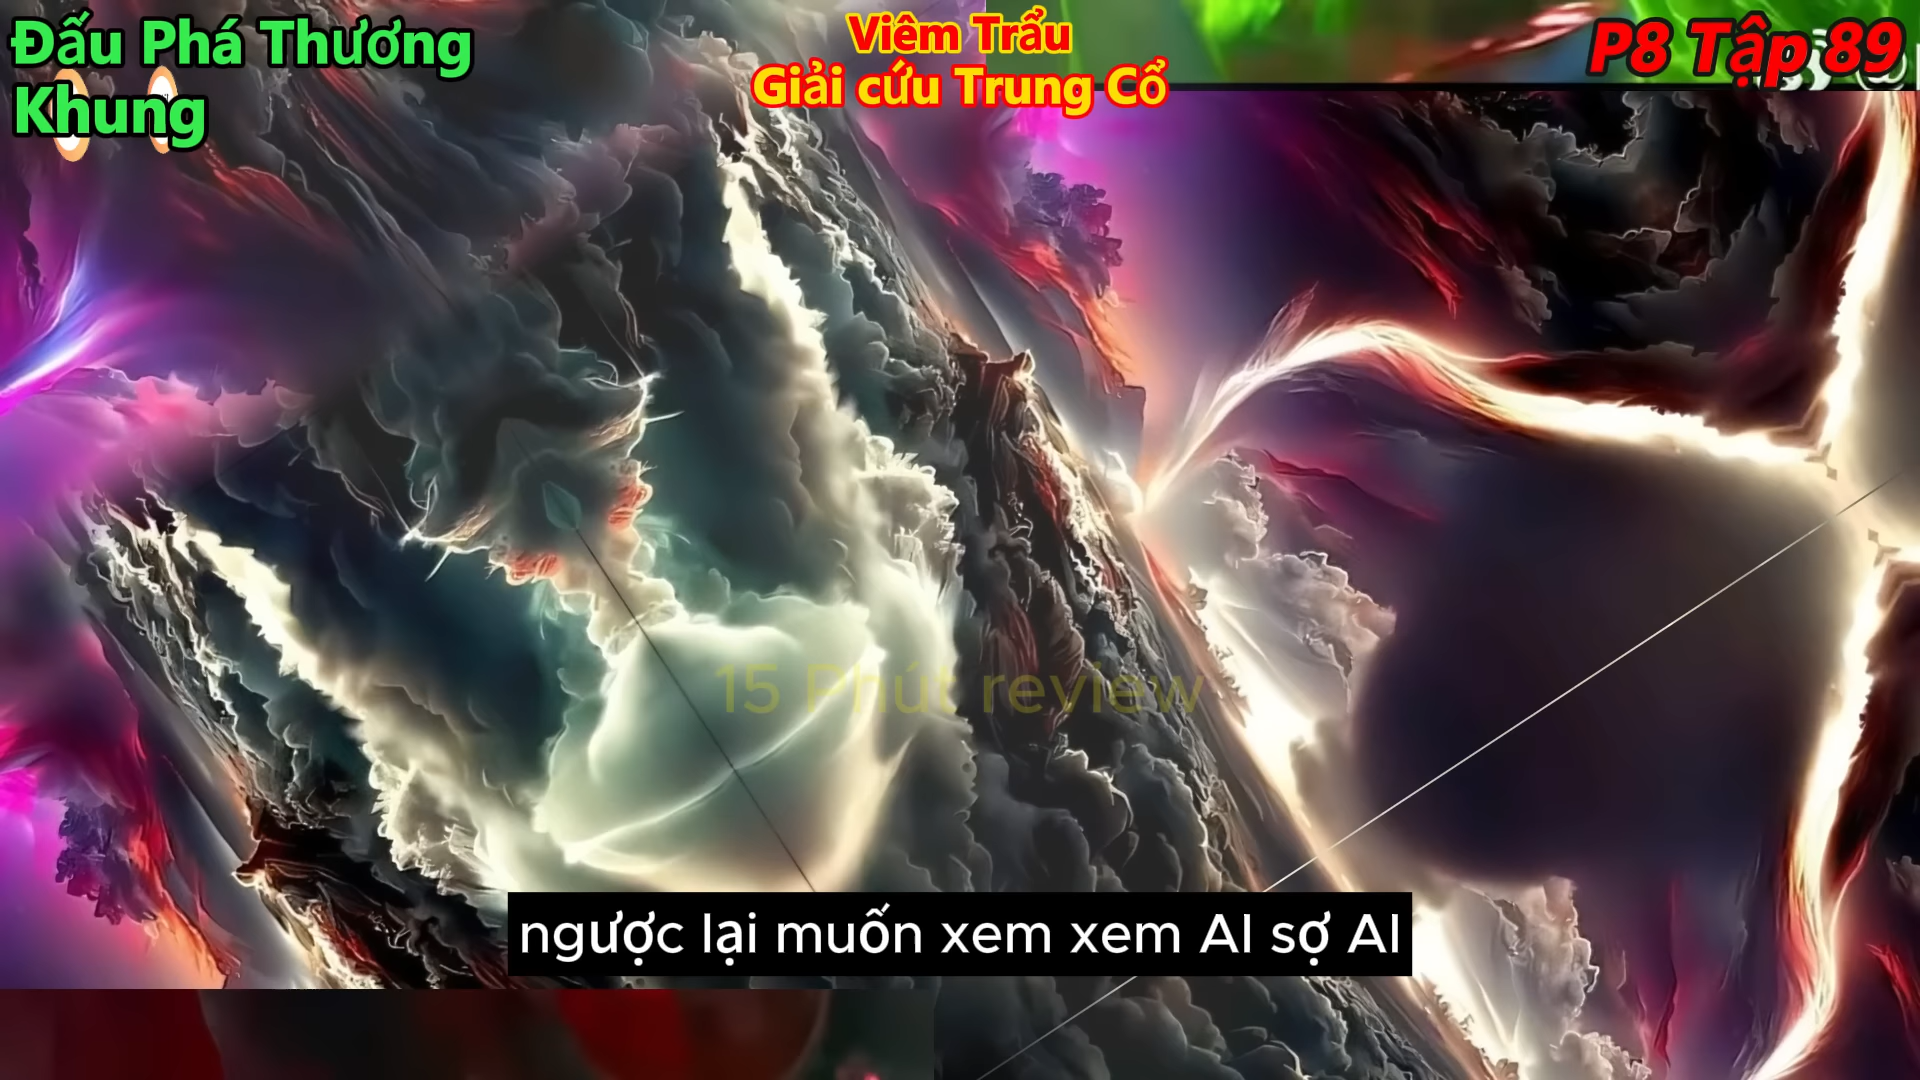 Đấu Phá Thương
Khung
Viêm Trẩu
Giải cứu Trung Cổ
P8 Tập 89
15 Phút review
ngược lại muốn xem xem AI sợ AI